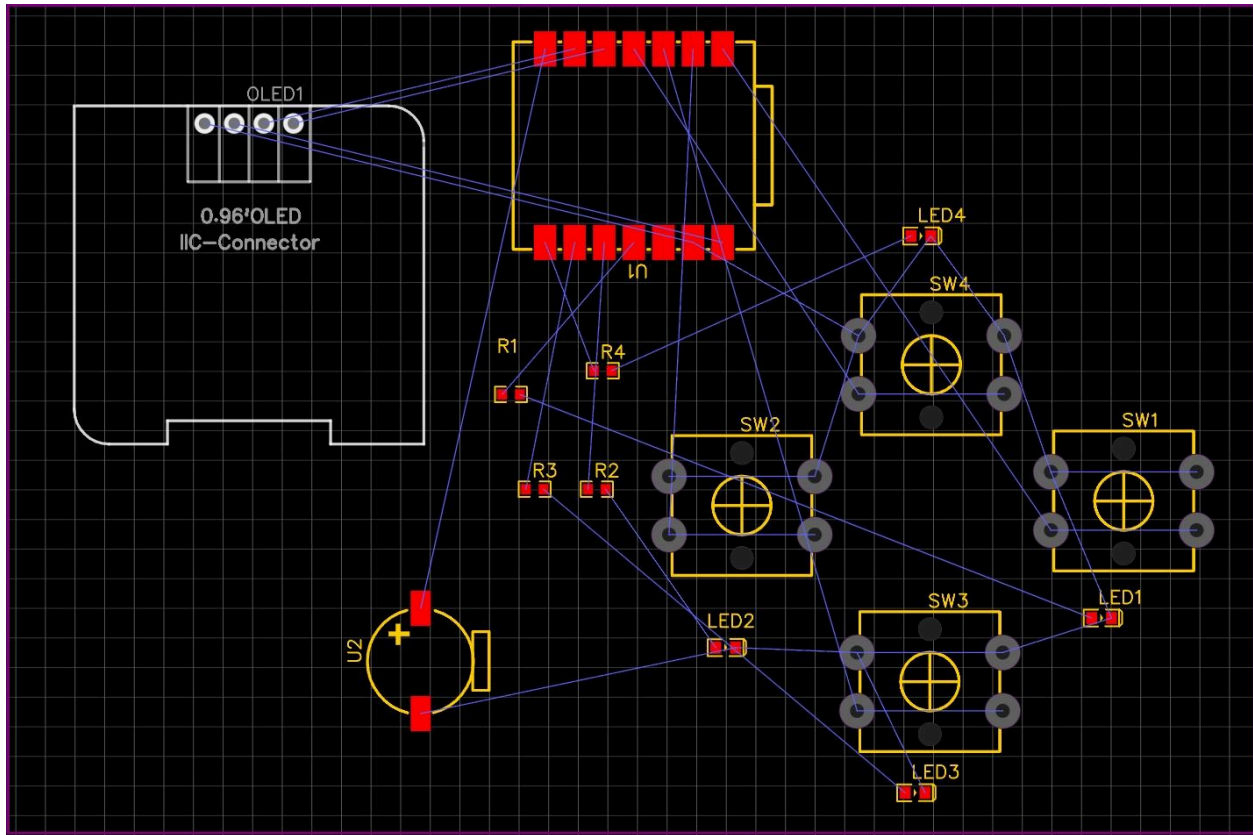 OLED1
0.96'OLED
IIC-Connector
U1
LED4
SW4
R1
R4
SW2
SW1
R3
R2
LED1
SW3
LED2
U2
+
LED3